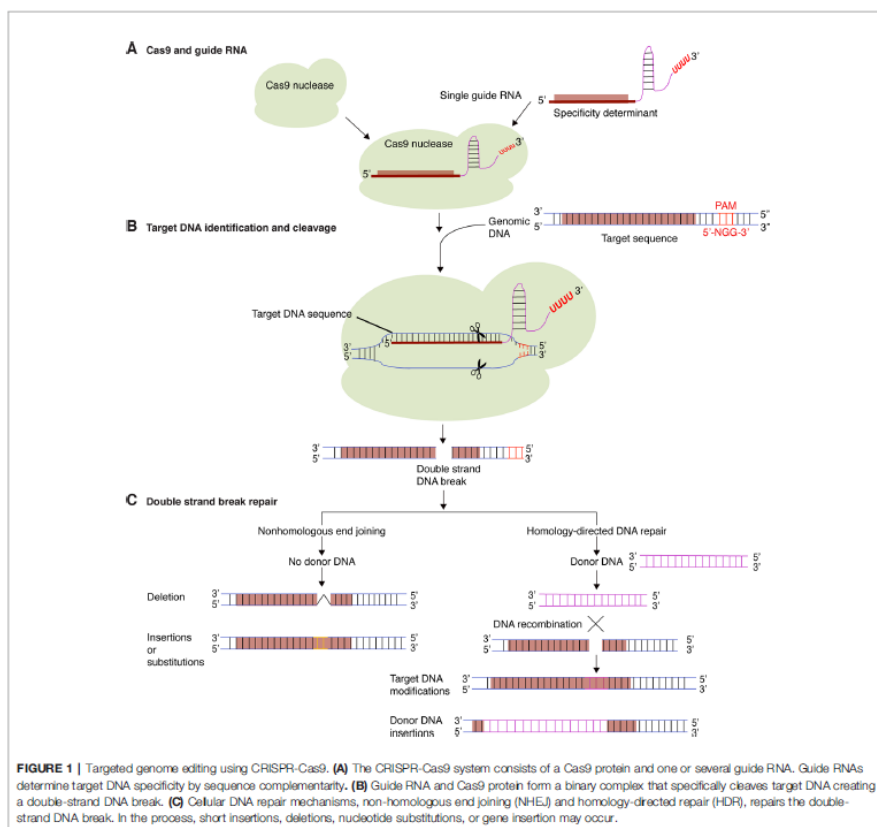 A Cas9 and guide RNA
Cas9 nuclease
Single guide RNA
5'
UUUU-3'
Specificity determinant
Cas9 nuclease
5'
UUUU-3'
B Target DNA identification and cleavage
Genomic
DNA
PAM
3' 5"
5' 3"
Target sequence 5'-NGG-3'
UUUU 3'
Target DNA sequence
5'
3' 5'
5' 3'
3' 5'
5' 3'
Double strand
DNA break
C Double strand break repair
Nonhomologous end joining
No donor DNA
Deletion
3' 5'
5' 3'
Insertions
or
substitutions
3' 5'
5' 3'
Homology-directed DNA repair
Donor DNA
3' 5'
5' 3'
3' 5'
5' 3'
DNA recombination
3' 5'
5' 3'
Target DNA
modifications
3' 5'
5' 3'
Donor DNA
insertions
3' 5'
5' 3'
FIGURE 1 | Targeted genome editing using CRISPR-Cas9. (A) The CRISPR-Cas9 system consists of a Cas9 protein and one or several guide RNA. Guide RNAs
determine target DNA specificity by sequence complementarity. (B) Guide RNA and Cas9 protein form a binary complex that specifically cleaves target DNA creating
a double-strand DNA break. (C) Cellular DNA repair mechanisms, non-homologous end joining (NHEJ) and homology-directed repair (HDR), repairs the double-
strand DNA break. In the process, short insertions, deletions, nucleotide substitutions, or gene insertion may occur.